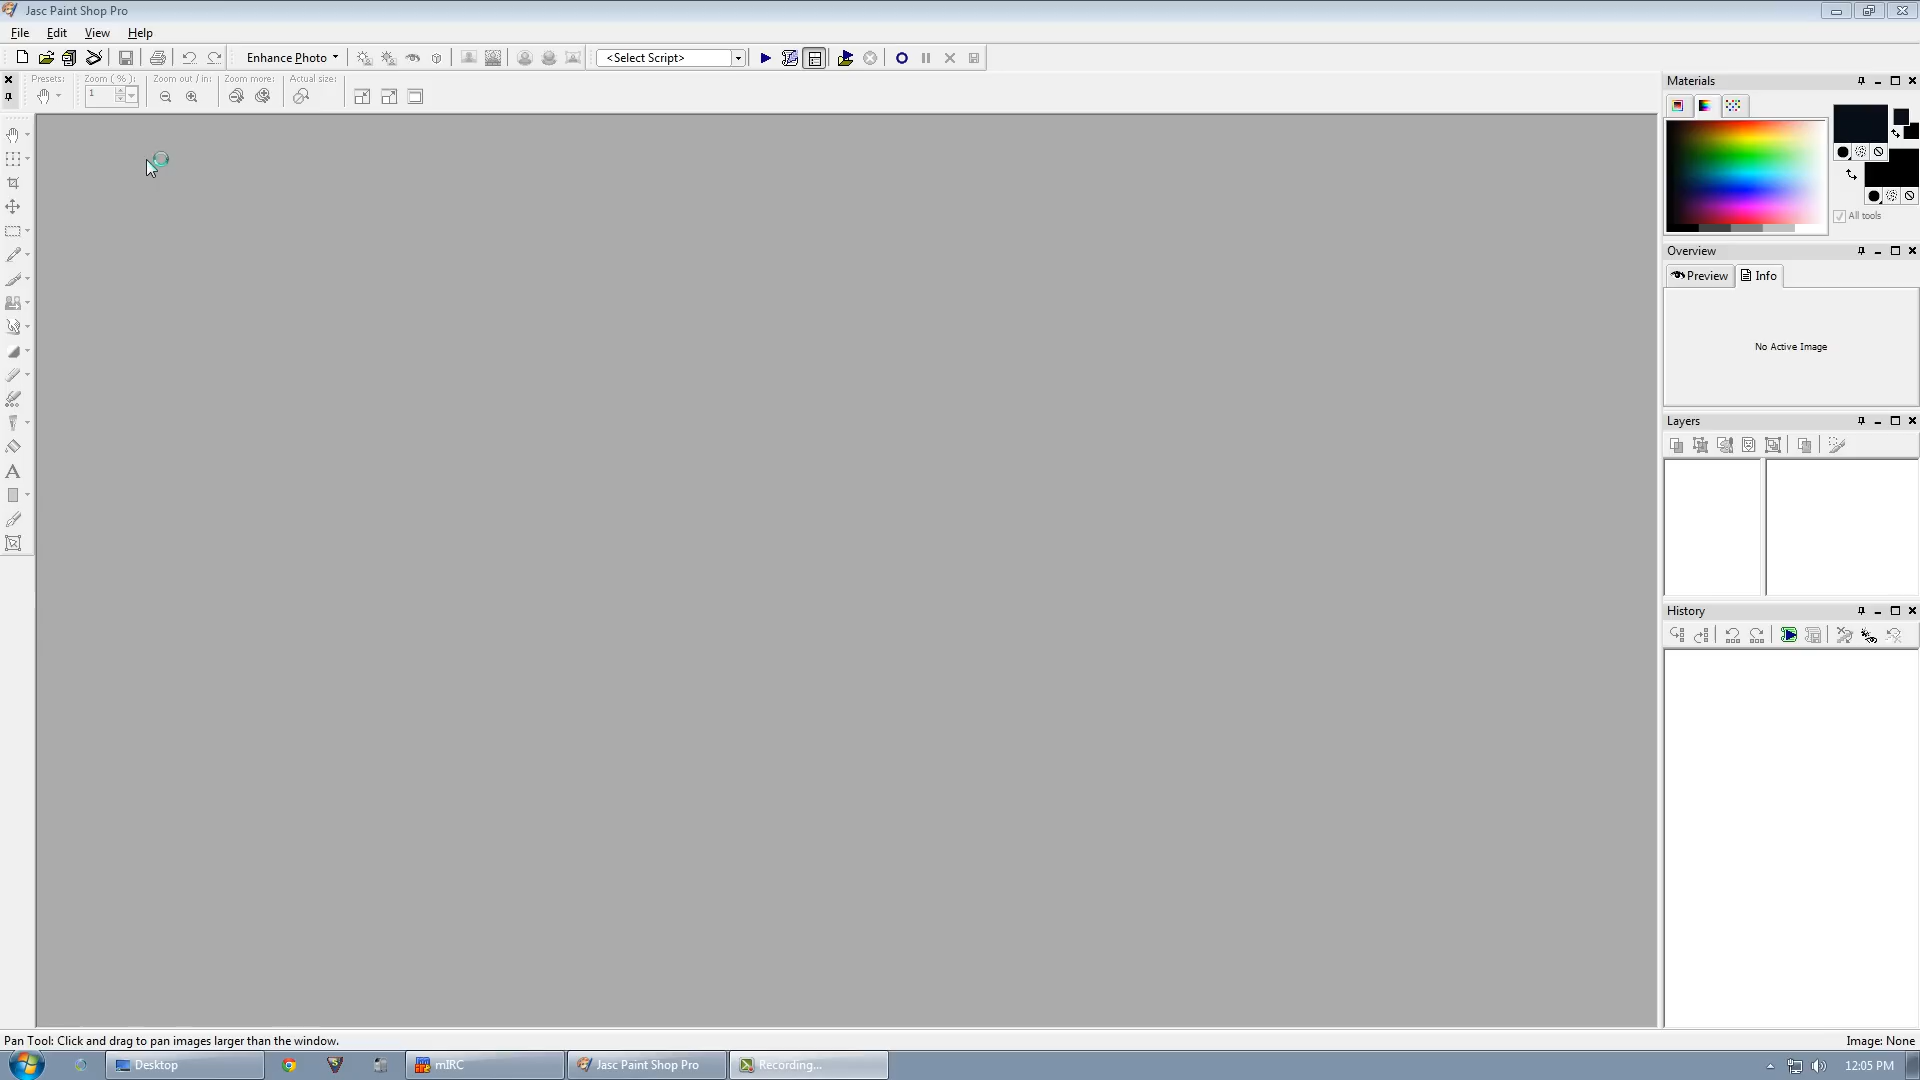 Jasc Paint Shop Pro
File Edit View Help
Enhance Photo <Select Script>
Presets: Zoom ( % ): Zoom out / in: Zoom more: Actual size:
1
Materials
All tools
Overview
Preview Info
No Active Image
Layers
History
Pan Tool: Click and drag to pan images larger than the window.
Image: None
Desktop mIRC Jasc Paint Shop Pro Recording... 12:05 PM